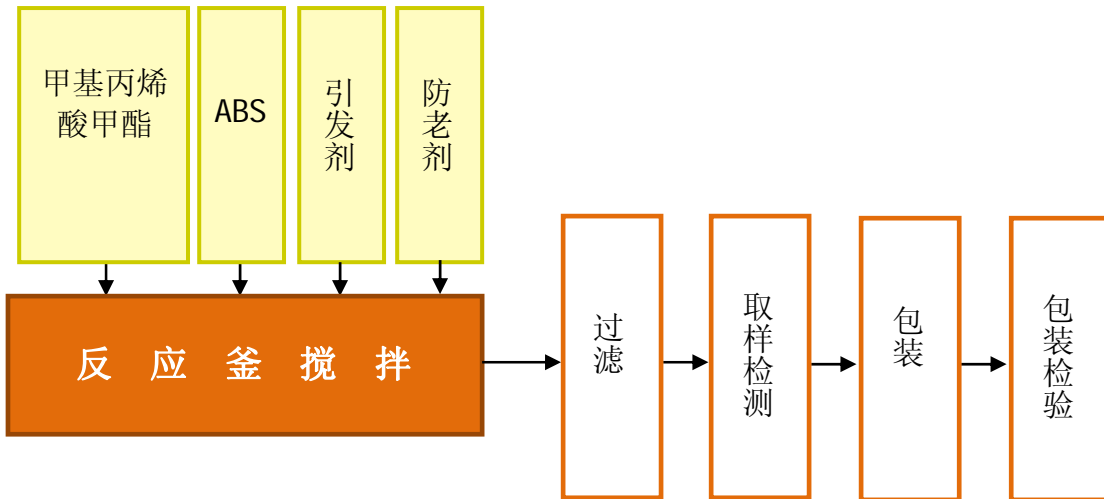 甲基丙烯
酸甲酯
ABS
引发剂
防老剂
反应釜搅拌
过滤
取样检测
包装
包装检验